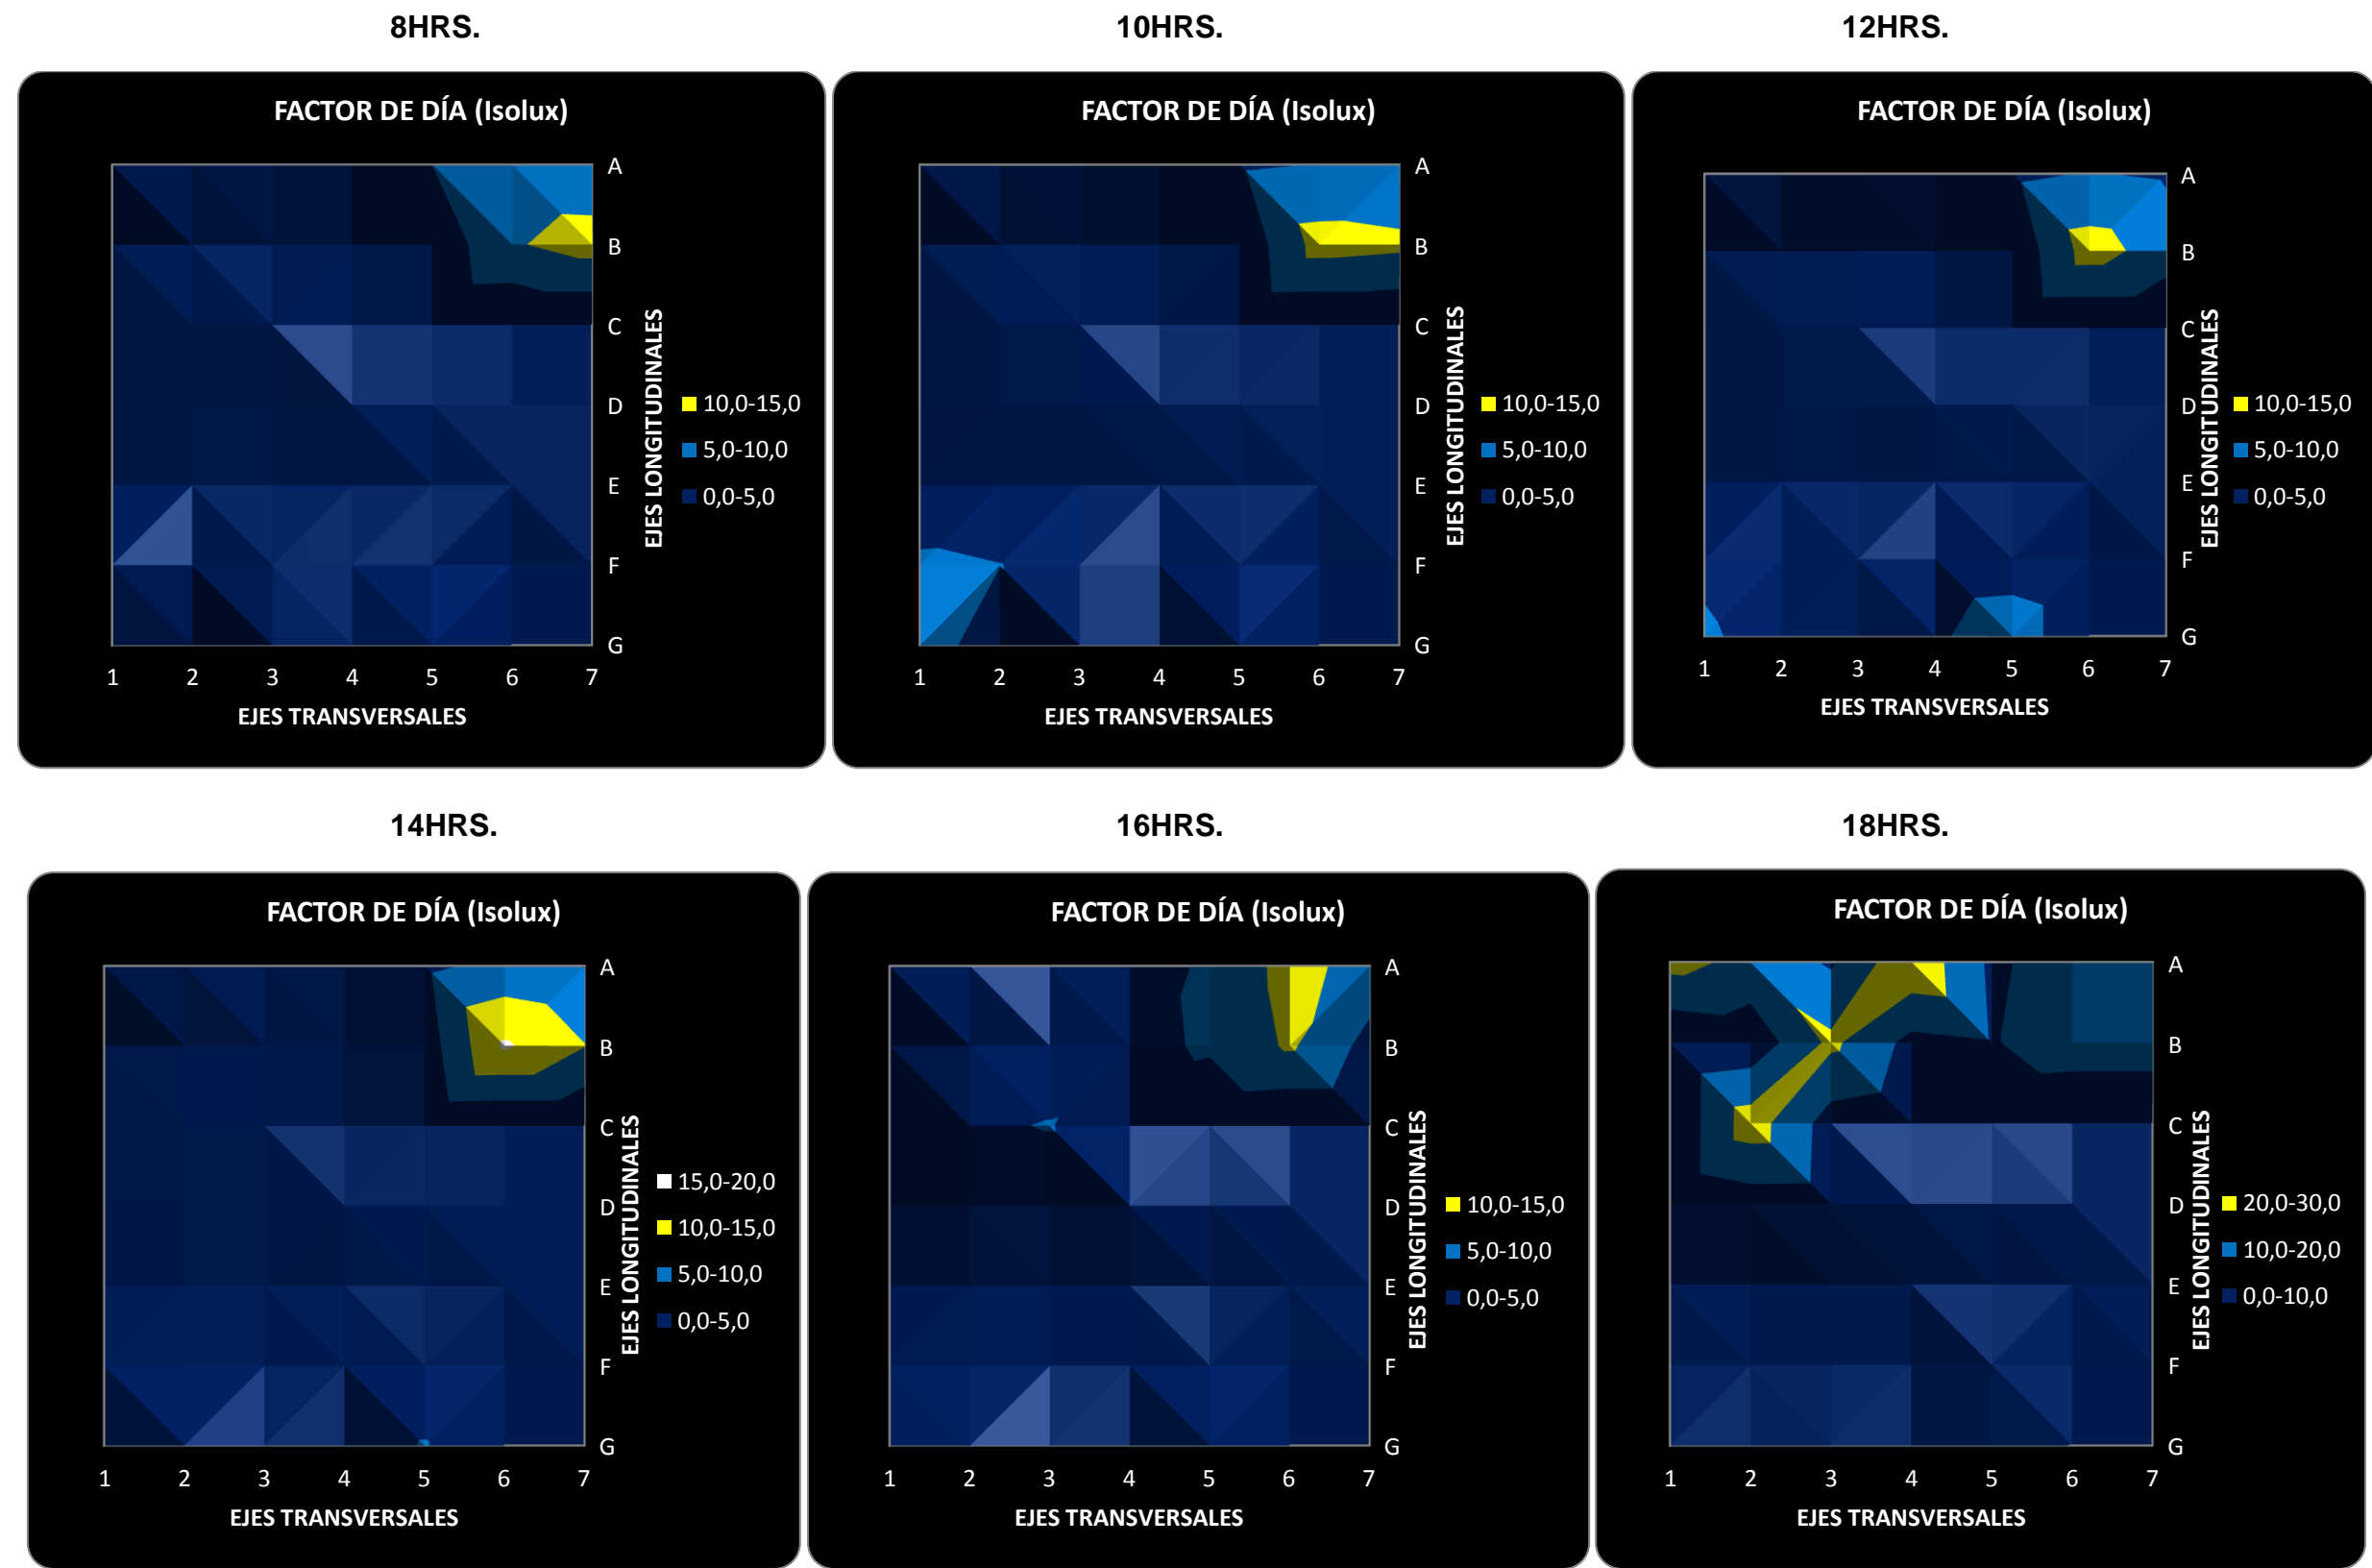 8HRS.
10HRS.
12HRS.
FACTOR DE DÍA (Isolux)
A
B
C
D
E
F
G
EJES LONGITUDINALES
10,0-15,0
5,0-10,0
0,0-5,0
1 2 3 4 5 6 7
EJES TRANSVERSALES
FACTOR DE DÍA (Isolux)
A
B
C
D
E
F
G
EJES LONGITUDINALES
10,0-15,0
5,0-10,0
0,0-5,0
1 2 3 4 5 6 7
EJES TRANSVERSALES
FACTOR DE DÍA (Isolux)
A
B
C
D
E
F
G
EJES LONGITUDINALES
10,0-15,0
5,0-10,0
0,0-5,0
1 2 3 4 5 6 7
EJES TRANSVERSALES
14HRS.
16HRS.
18HRS.
FACTOR DE DÍA (Isolux)
A
B
C
D
E
F
G
EJES LONGITUDINALES
15,0-20,0
10,0-15,0
5,0-10,0
0,0-5,0
1 2 3 4 5 6 7
EJES TRANSVERSALES
FACTOR DE DÍA (Isolux)
A
B
C
D
E
F
G
EJES LONGITUDINALES
10,0-15,0
5,0-10,0
0,0-5,0
1 2 3 4 5 6 7
EJES TRANSVERSALES
FACTOR DE DÍA (Isolux)
A
B
C
D
E
F
G
EJES LONGITUDINALES
20,0-30,0
10,0-20,0
0,0-10,0
1 2 3 4 5 6 7
EJES TRANSVERSALES